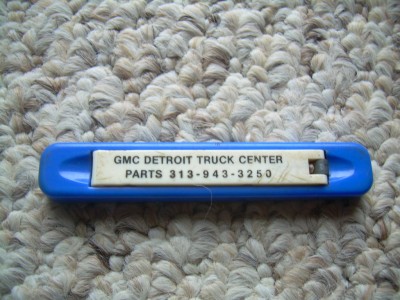 GMC DETROIT TRUCK CENTER
PARTS 313-943-3250